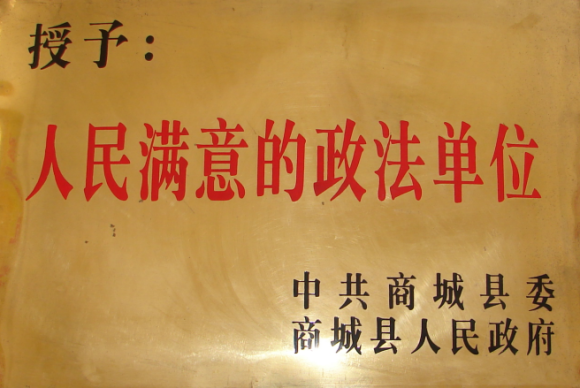 授予：
人民满意的政法单位
中共商城县委
商城县人民政府